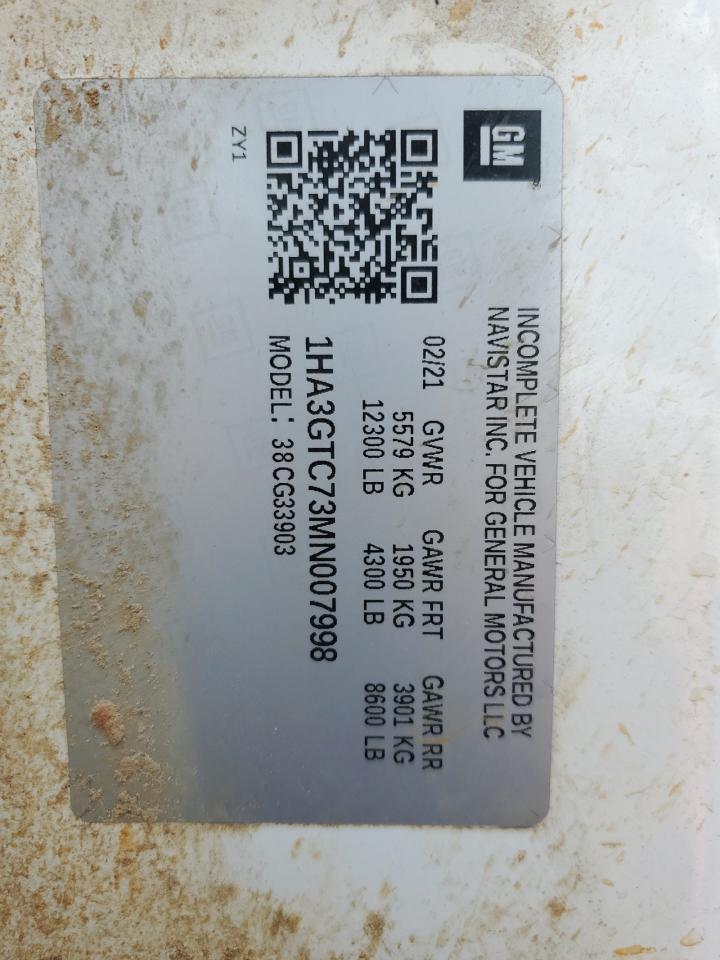 GM
INCOMPLETE VEHICLE MANUFACTURED BY
NAVISTAR INC. FOR GENERAL MOTORS LLC
02/21 GVWR GAWR FRT GAWR RR
5579 KG 1950 KG 3901 KG
12300 LB 4300 LB 8600 LB
1HA3GTC73MN007998
MODEL: 38CG33903
ZY1